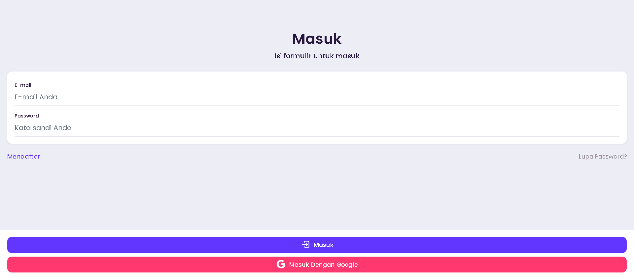 Masuk
Isi formulir untuk masuk
E-mail
E-mail Anda
Password
Kata sandi Anda
Mendaftar
Lupa Password?
Masuk
Masuk Dengan Google